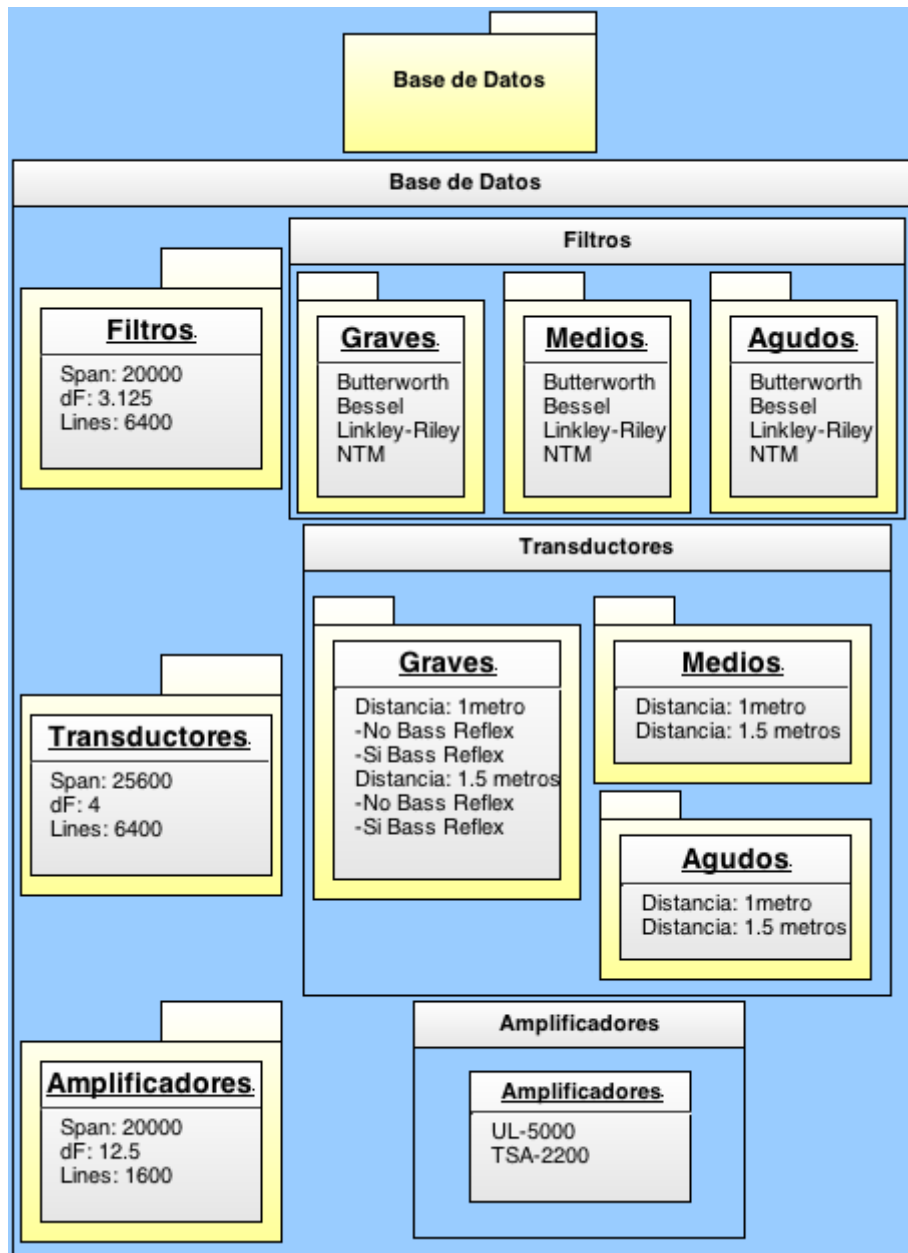 Base de Datos
Base de Datos
Filtros
Filtros.
Span: 20000
dF: 3.125
Lines: 6400
Graves.
Butterworth
Bessel
Linkley-Riley
NTM
Medios.
Butterworth
Bessel
Linkley-Riley
NTM
Agudos.
Butterworth
Bessel
Linkley-Riley
NTM
Transductores
Transductores.
Span: 25600
dF: 4
Lines: 6400
Graves.
Distancia: 1metro
-No Bass Reflex
-Si Bass Reflex
Distancia: 1.5 metros
-No Bass Reflex
-Si Bass Reflex
Medios.
Distancia: 1metro
Distancia: 1.5 metros
Agudos.
Distancia: 1metro
Distancia: 1.5 metros
Amplificadores
Amplificadores.
Span: 20000
dF: 12.5
Lines: 1600
Amplificadores.
UL-5000
TSA-2200